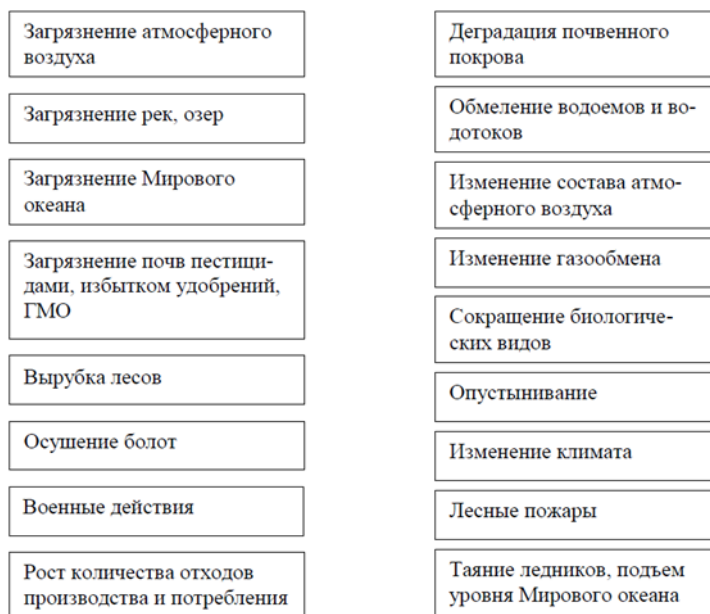 Загрязнение атмосферного
воздуха
Загрязнение рек, озер
Загрязнение Мирового
океана
Загрязнение почв пестици-
дами, избытком удобрений,
ГМО
Вырубка лесов
Осушение болот
Военные действия
Рост количества отходов
производства и потребления
Деградация почвенного
покрова
Обмеление водоемов и во-
дотоков
Изменение состава атмо-
сферного воздуха
Изменение газообмена
Сокращение биологиче-
ских видов
Опустынивание
Изменение климата
Лесные пожары
Таяние ледников, подъем
уровня Мирового океана